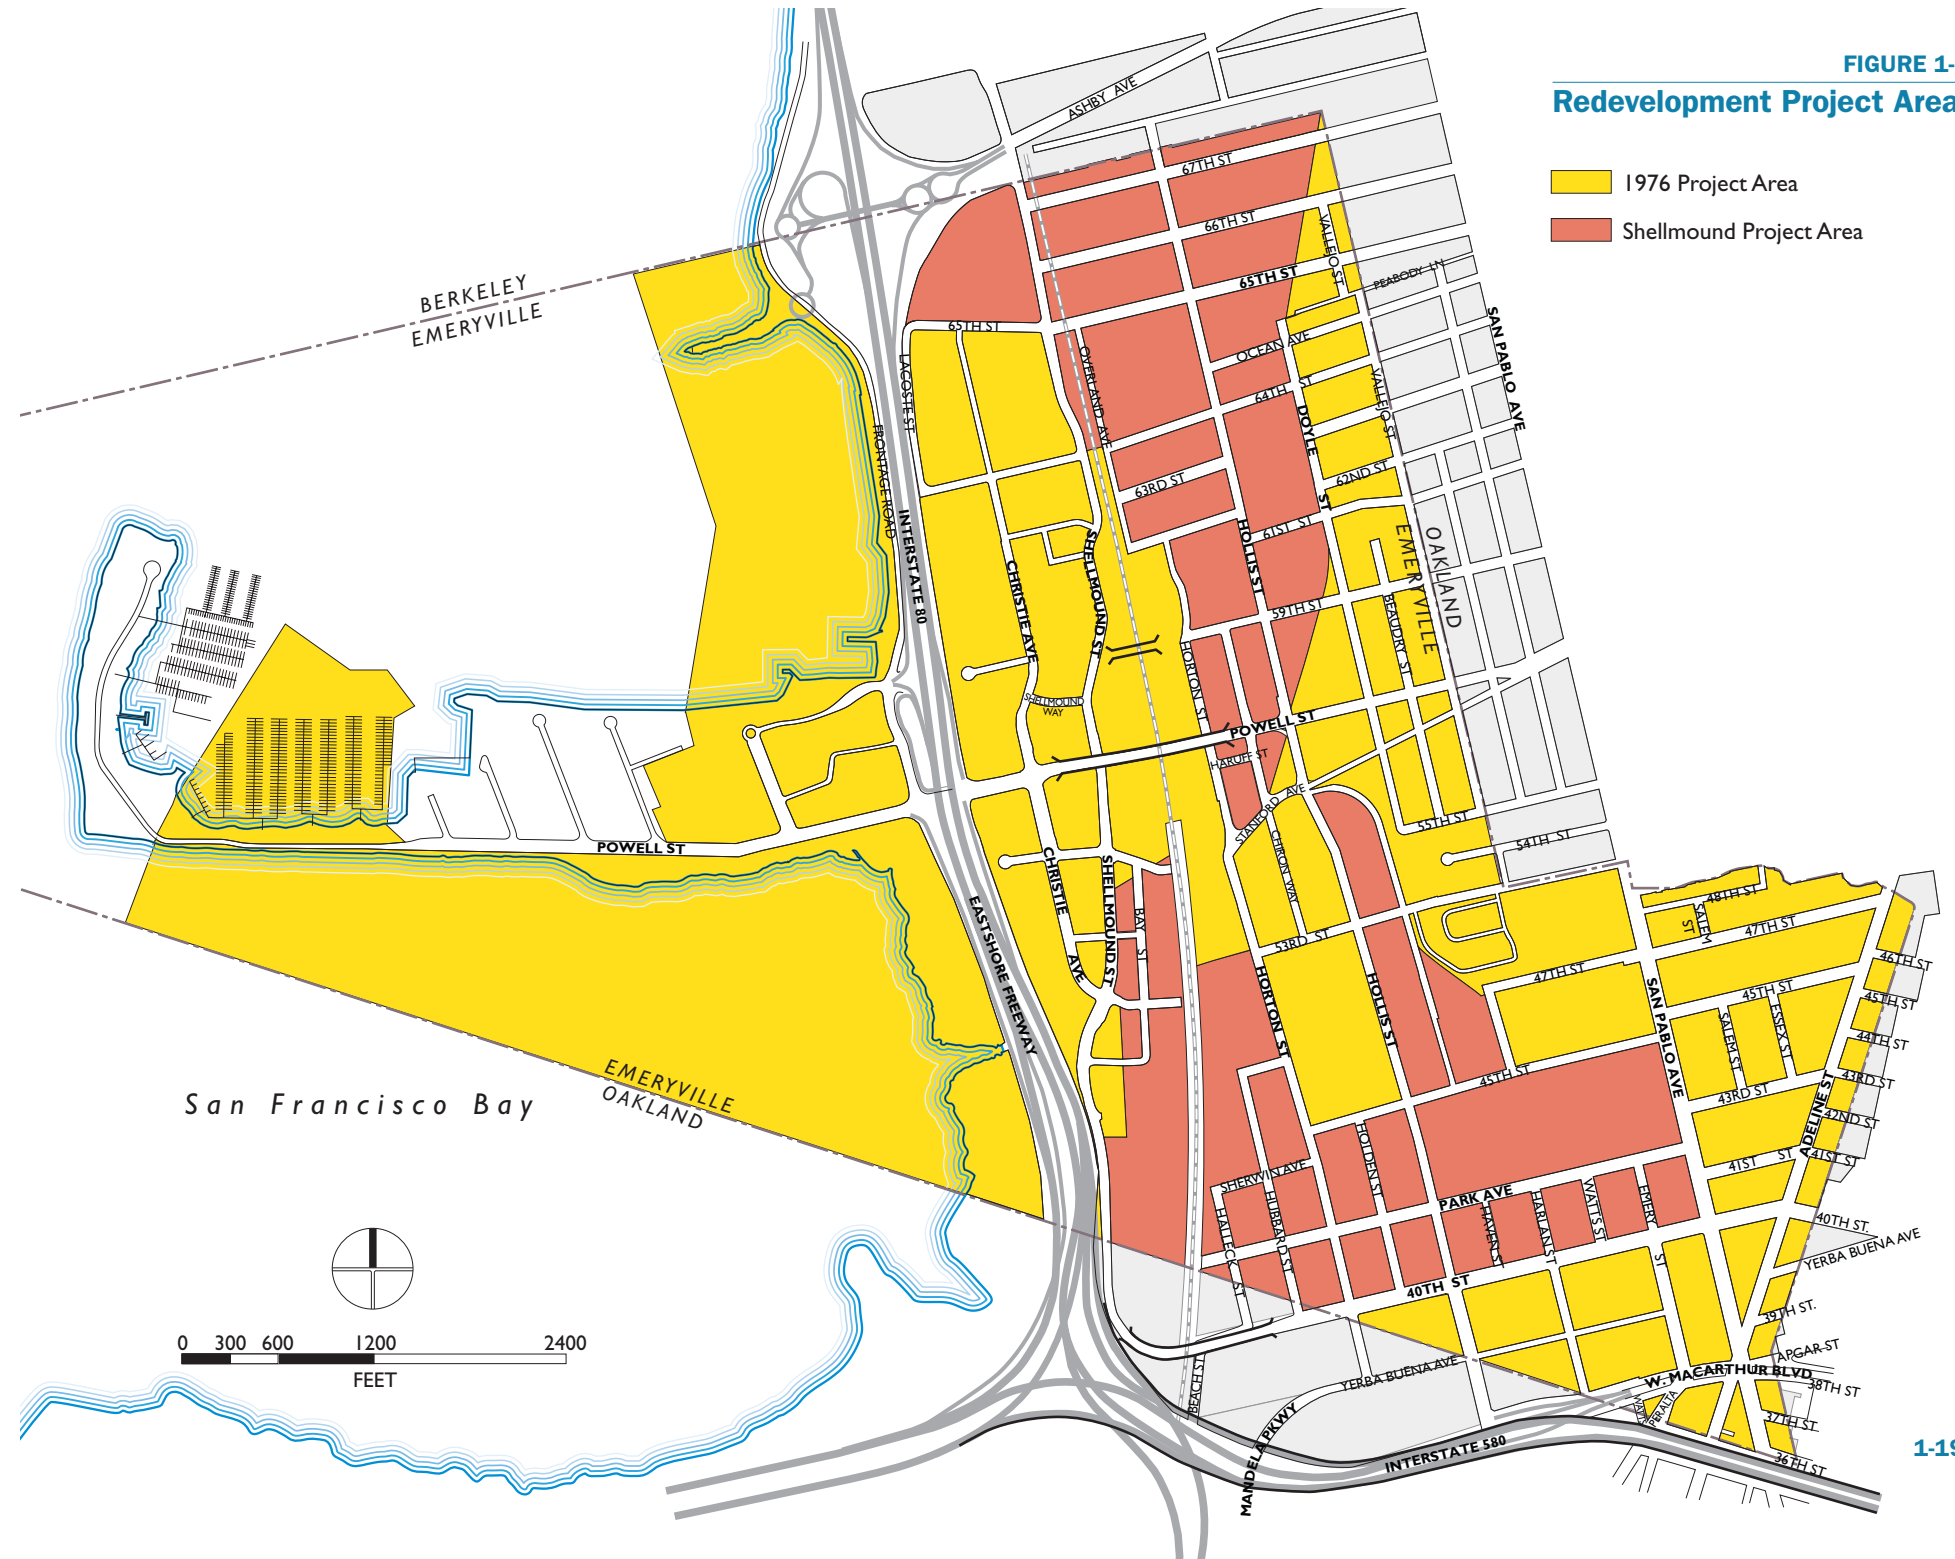 FIGURE 1-
Redevelopment Project Area
1976 Project Area
Shellmound Project Area
ASHBY AVE
67TH ST
66TH ST
VALLEJO ST
65TH ST
PEABODY LN
BERKELEY
EMERYVILLE
65TH ST
SAN PABLO AVE
OCEAN AVE
LACOSTE ST
OVERLAND AVE
64TH ST
VALLEJO ST
DOYLE ST
FRONTAGE ROAD
62ND ST
63RD ST
INTERSTATE 80
61ST ST
HOLLIS ST
EMERYVILLE
OAKLAND
SHELLMOUND ST
CHRISTIE AVE
59TH ST
BEAUDRY ST
HORTON ST
SHELLMOUND
WAY
POWELL ST
HARUFF ST
STANFORD AVE
55TH ST
54TH ST
POWELL ST
CHIRON WAY
CHRISTIE AVE
SHELLMOUND ST
BAY ST
EASTSHORE FREEWAY
48TH ST
SALEM ST
47TH ST
53RD ST
46TH ST
47TH ST
45TH ST
45TH ST
HORTON ST
HOLLIS ST
SAN PABLO AVE
SALEM ST
ESSEX ST
44TH ST
45TH ST
43RD ST
43RD ST
EMERYVILLE
OAKLAND
San Francisco Bay
ADELINE ST
42ND ST
HOLDEN ST
41ST ST
41ST ST
SHERWIN AVE
PARK AVE
HALLECK ST
HUBBARD ST
HAVEN ST
HARLAN ST
WATTS ST
EMERY ST
40TH ST.
YERBA BUENA AVE
40TH ST
39TH ST.
0 300 600 1200 2400
FEET
APGAR ST
BEACH ST
YERBA BUENA AVE
W. MACARTHUR BLVD
38TH ST
WATTS
PERALTA
37TH ST
MANDELA PKWY
INTERSTATE 580
36TH ST
1-19